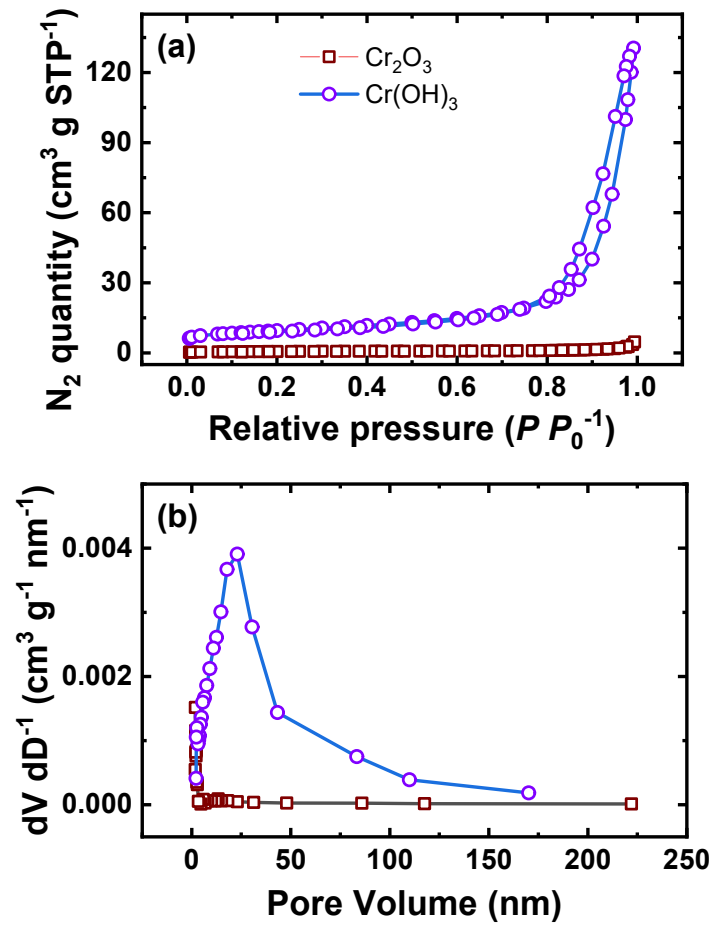 (a)
Cr₂O₃
Cr(OH)₃
N₂ quantity (cm³ g STP⁻¹)
120
90
60
30
0
0.0 0.2 0.4 0.6 0.8 1.0
Relative pressure (P P₀⁻¹)
(b)
dV dD⁻¹ (cm³ g⁻¹ nm⁻¹)
0.004
0.002
0.000
0 50 100 150 200 250
Pore Volume (nm)